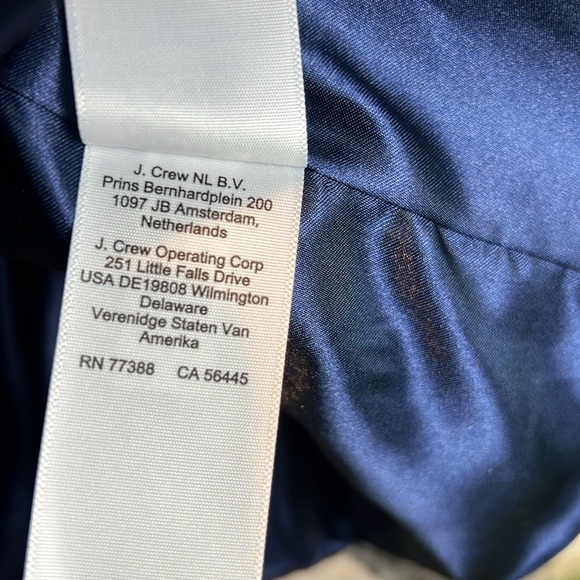 J. Crew NL B.V.
Prins Bernhardplein 200
1097 JB Amsterdam,
Netherlands
J. Crew Operating Corp
251 Little Falls Drive
USA DE19808 Wilmington
Delaware
Verenidge Staten Van
Amerika
RN 77388 CA 56445